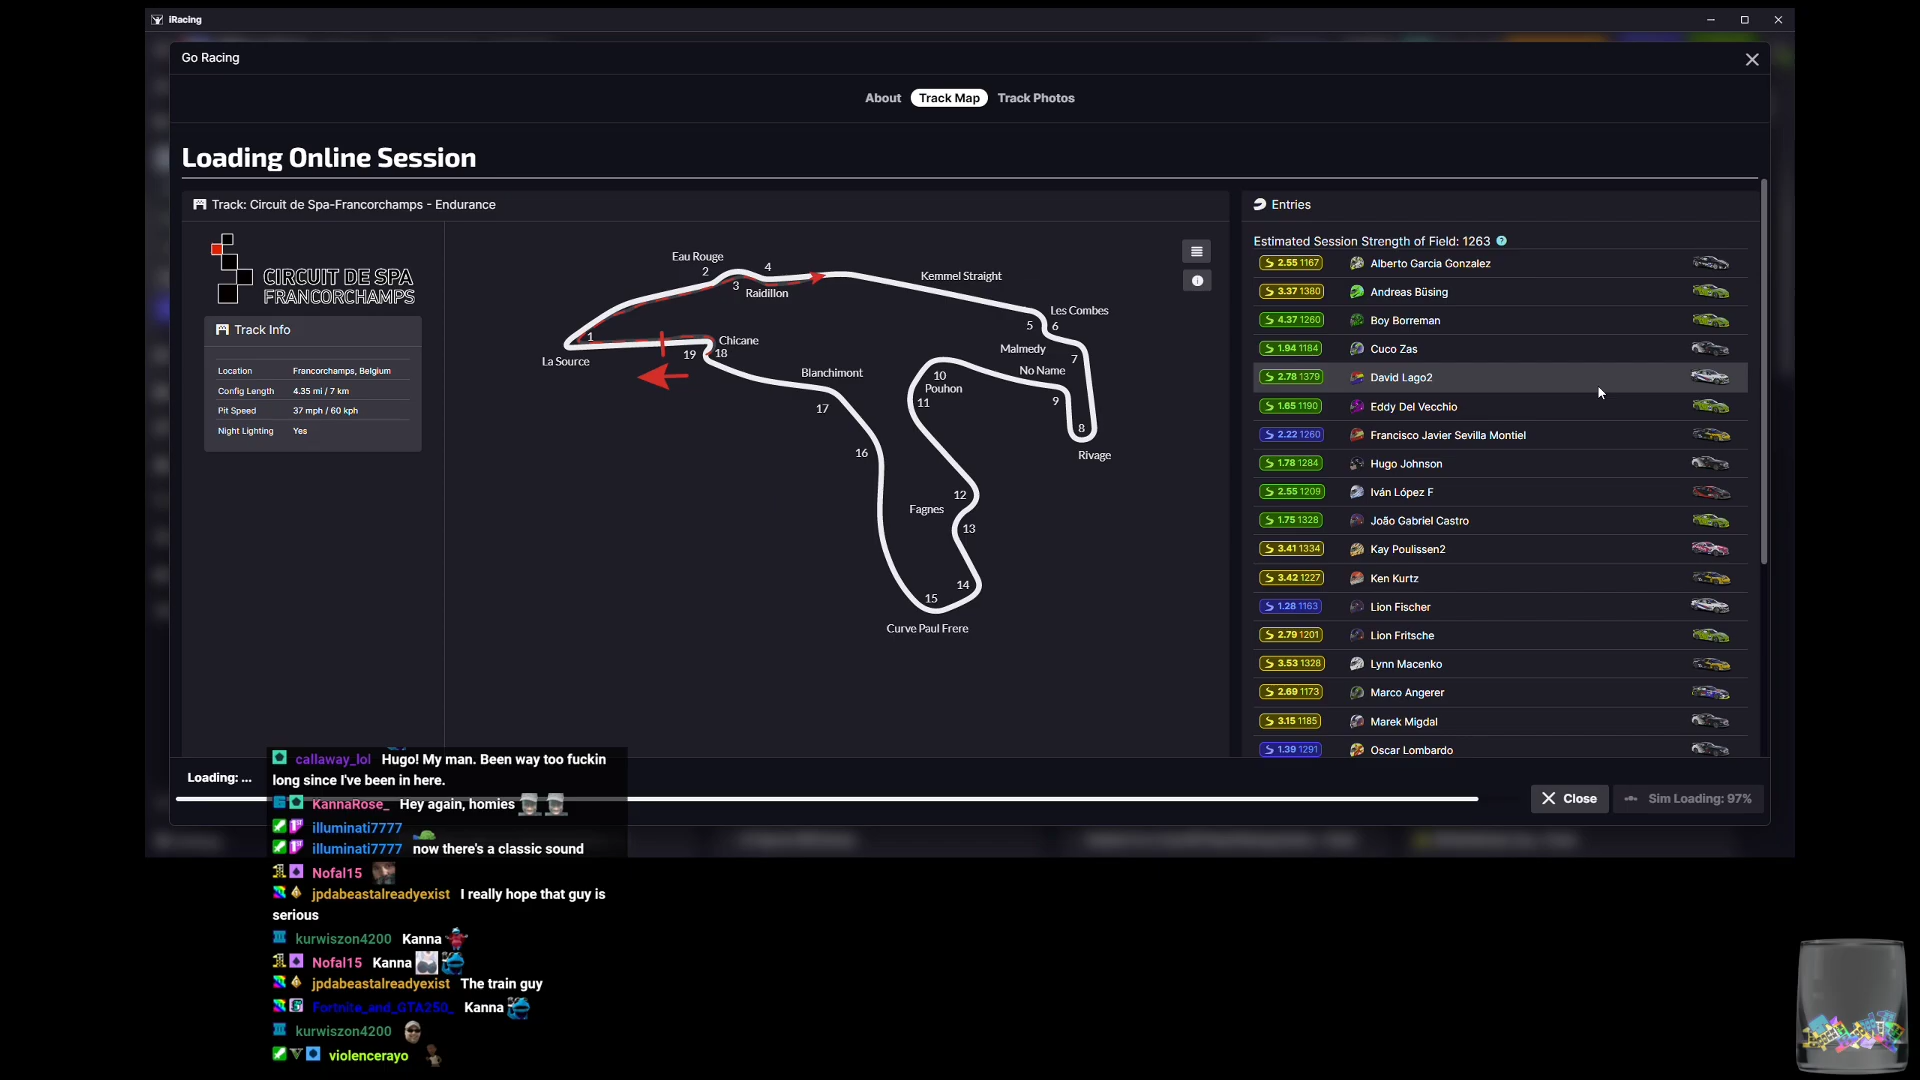 iRacing
Go Racing
About Track Map Track Photos
Loading Online Session
Track: Circuit de Spa-Francorchamps - Endurance
CIRCUIT DE SPA
FRANCORCHAMPS
Track Info
Location Francorchamps, Belgium
Config Length 4.35 mi / 7 km
Pit Speed 37 mph / 60 kph
Night Lighting Yes
Eau Rouge
2
4
3
Raidillon
Kemmel Straight
Les Combes
5
6
1
La Source
Chicane
19
18
Malmedy
7
No Name
Blanchimont
10
Pouhon
11
9
17
8
16
Rivage
12
Fagnes
13
14
15
Curve Paul Frere
Entries
Estimated Session Strength of Field: 1263 ?
2.55 1167 Alberto Garcia Gonzalez
3.37 1380 Andreas Büsing
4.37 1260 Boy Borreman
1.94 1184 Cuco Zas
2.78 1379 David Lago2
1.65 1190 Eddy Del Vecchio
2.22 1260 Francisco Javier Sevilla Montiel
1.78 1284 Hugo Johnson
2.55 1209 Iván López F
1.75 1328 João Gabriel Castro
3.41 1334 Kay Poulissen2
3.42 1227 Ken Kurtz
1.28 1163 Lion Fischer
2.79 1201 Lion Fritsche
3.53 1328 Lynn Macenko
2.69 1173 Marco Angerer
3.15 1185 Marek Migdal
1.39 1291 Oscar Lombardo
Loading: ...
Close
Sim Loading: 97%
callaway_lol Hugo! My man. Been way too fuckin
long since I've been in here.
KannaRose_ Hey again, homies
illuminati7777
illuminati7777 now there's a classic sound
Nofal15
jpdabeastalreadyexist I really hope that guy is
serious
kurwiszon4200 Kanna
Nofal15 Kanna
jpdabeastalreadyexist The train guy
Fortnite_and_GTA250_ Kanna
kurwiszon4200
violencerayo